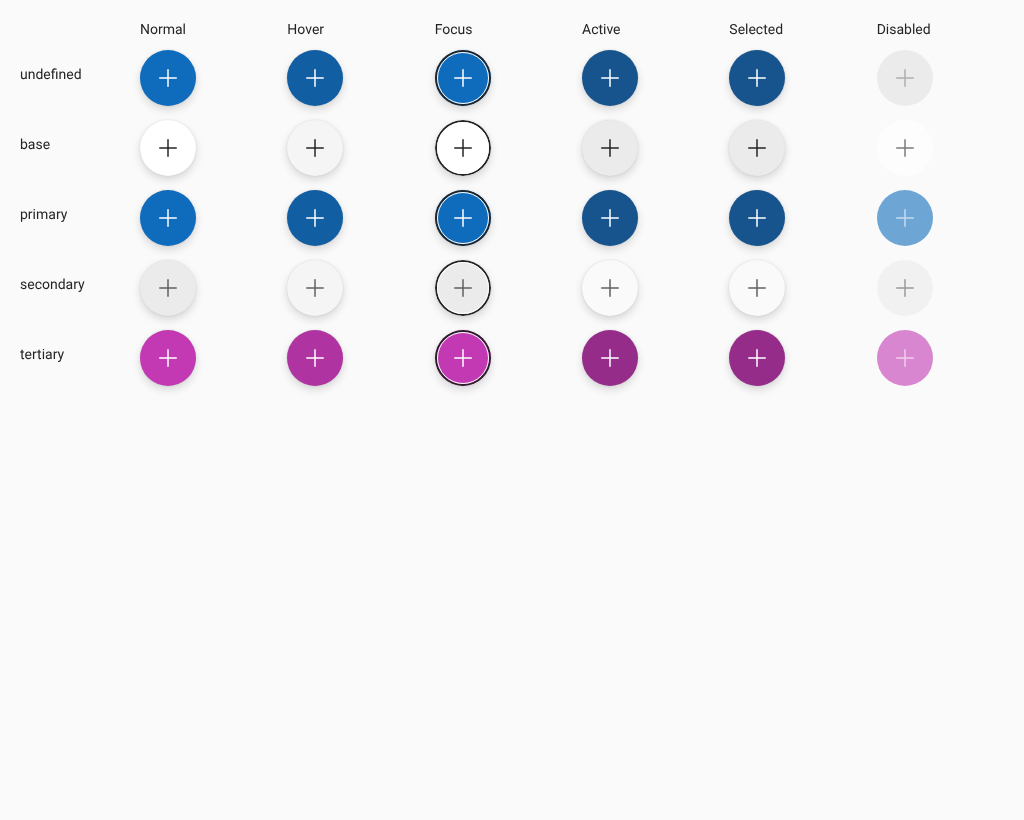 Normal Hover Focus Active Selected Disabled
undefined
base
primary
secondary
tertiary